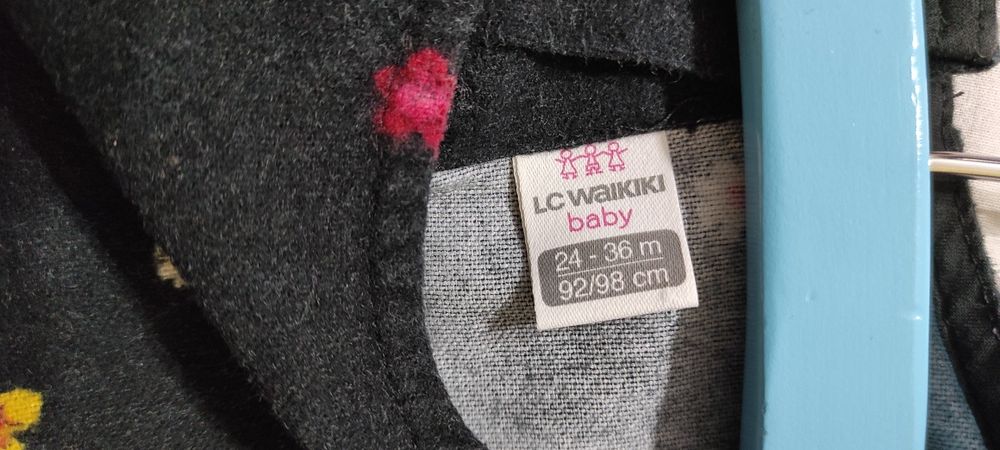 LC WAIKIKI
baby
24 - 36 m
92/98 cm